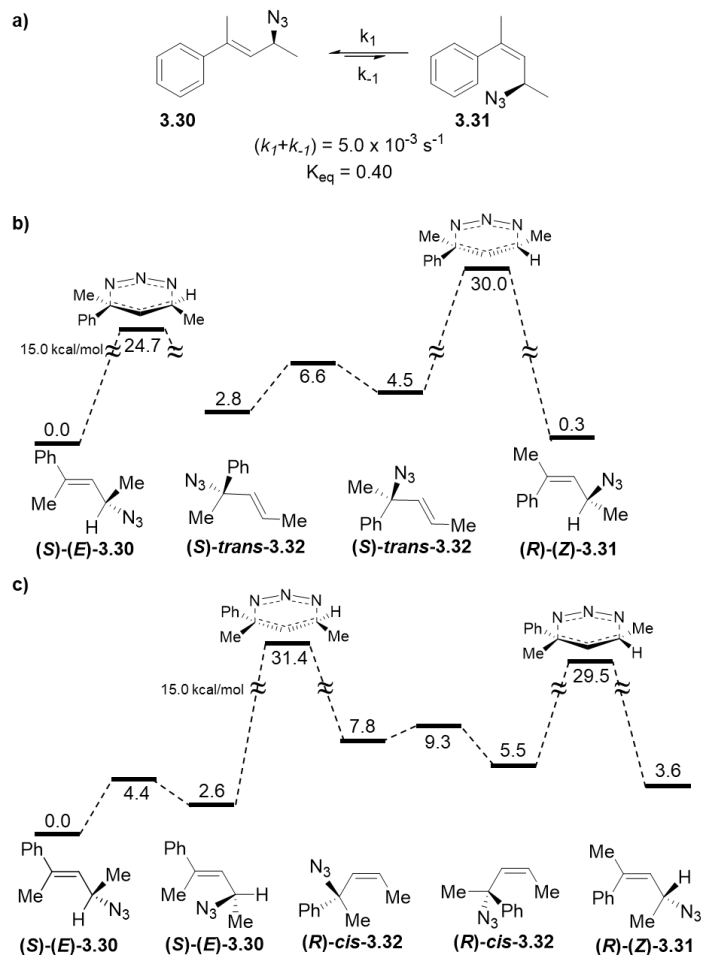 a)
N3
k1
k-1
N3
3.30
3.31
(k1+k-1) = 5.0 x 10-3 s-1
Keq = 0.40
b)
N N N
Me Me
Ph H
30.0
N N N
Me H
Ph Me
15.0 kcal/mol
24.7
6.6
2.8
4.5
0.0
0.3
Ph
Me
Me
H
N3
N3
Ph
Me
Me
Me
N3
Ph
Me
Me
Ph
N3
H
Me
(S)-(E)-3.30
(S)-trans-3.32
(S)-trans-3.32
(R)-(Z)-3.31
c)
N N N
Ph H
Me Me
31.4
N N N
Ph Me
Me H
29.5
15.0 kcal/mol
7.8
9.3
5.5
3.6
4.4
2.6
0.0
Ph
Me
Me
H
N3
Ph
Me
H
N3
Me
N3
Me
Ph
Me
Me
Me
Ph
N3
Me
H
Ph
N3
Me
(S)-(E)-3.30
(S)-(E)-3.30
(R)-cis-3.32
(R)-cis-3.32
(R)-(Z)-3.31